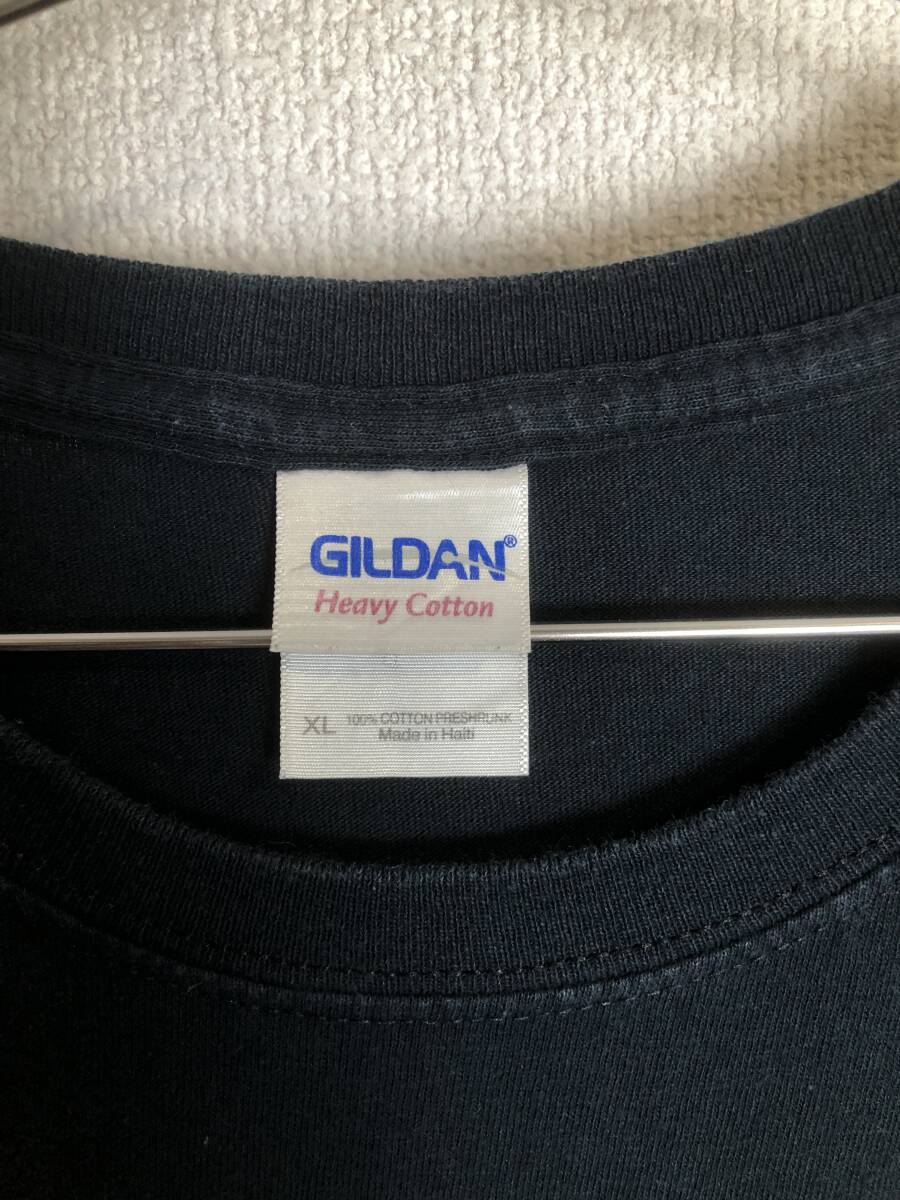 GILDAN®
Heavy Cotton
XL 100% COTTON PRESHRUNK
Made in Haiti